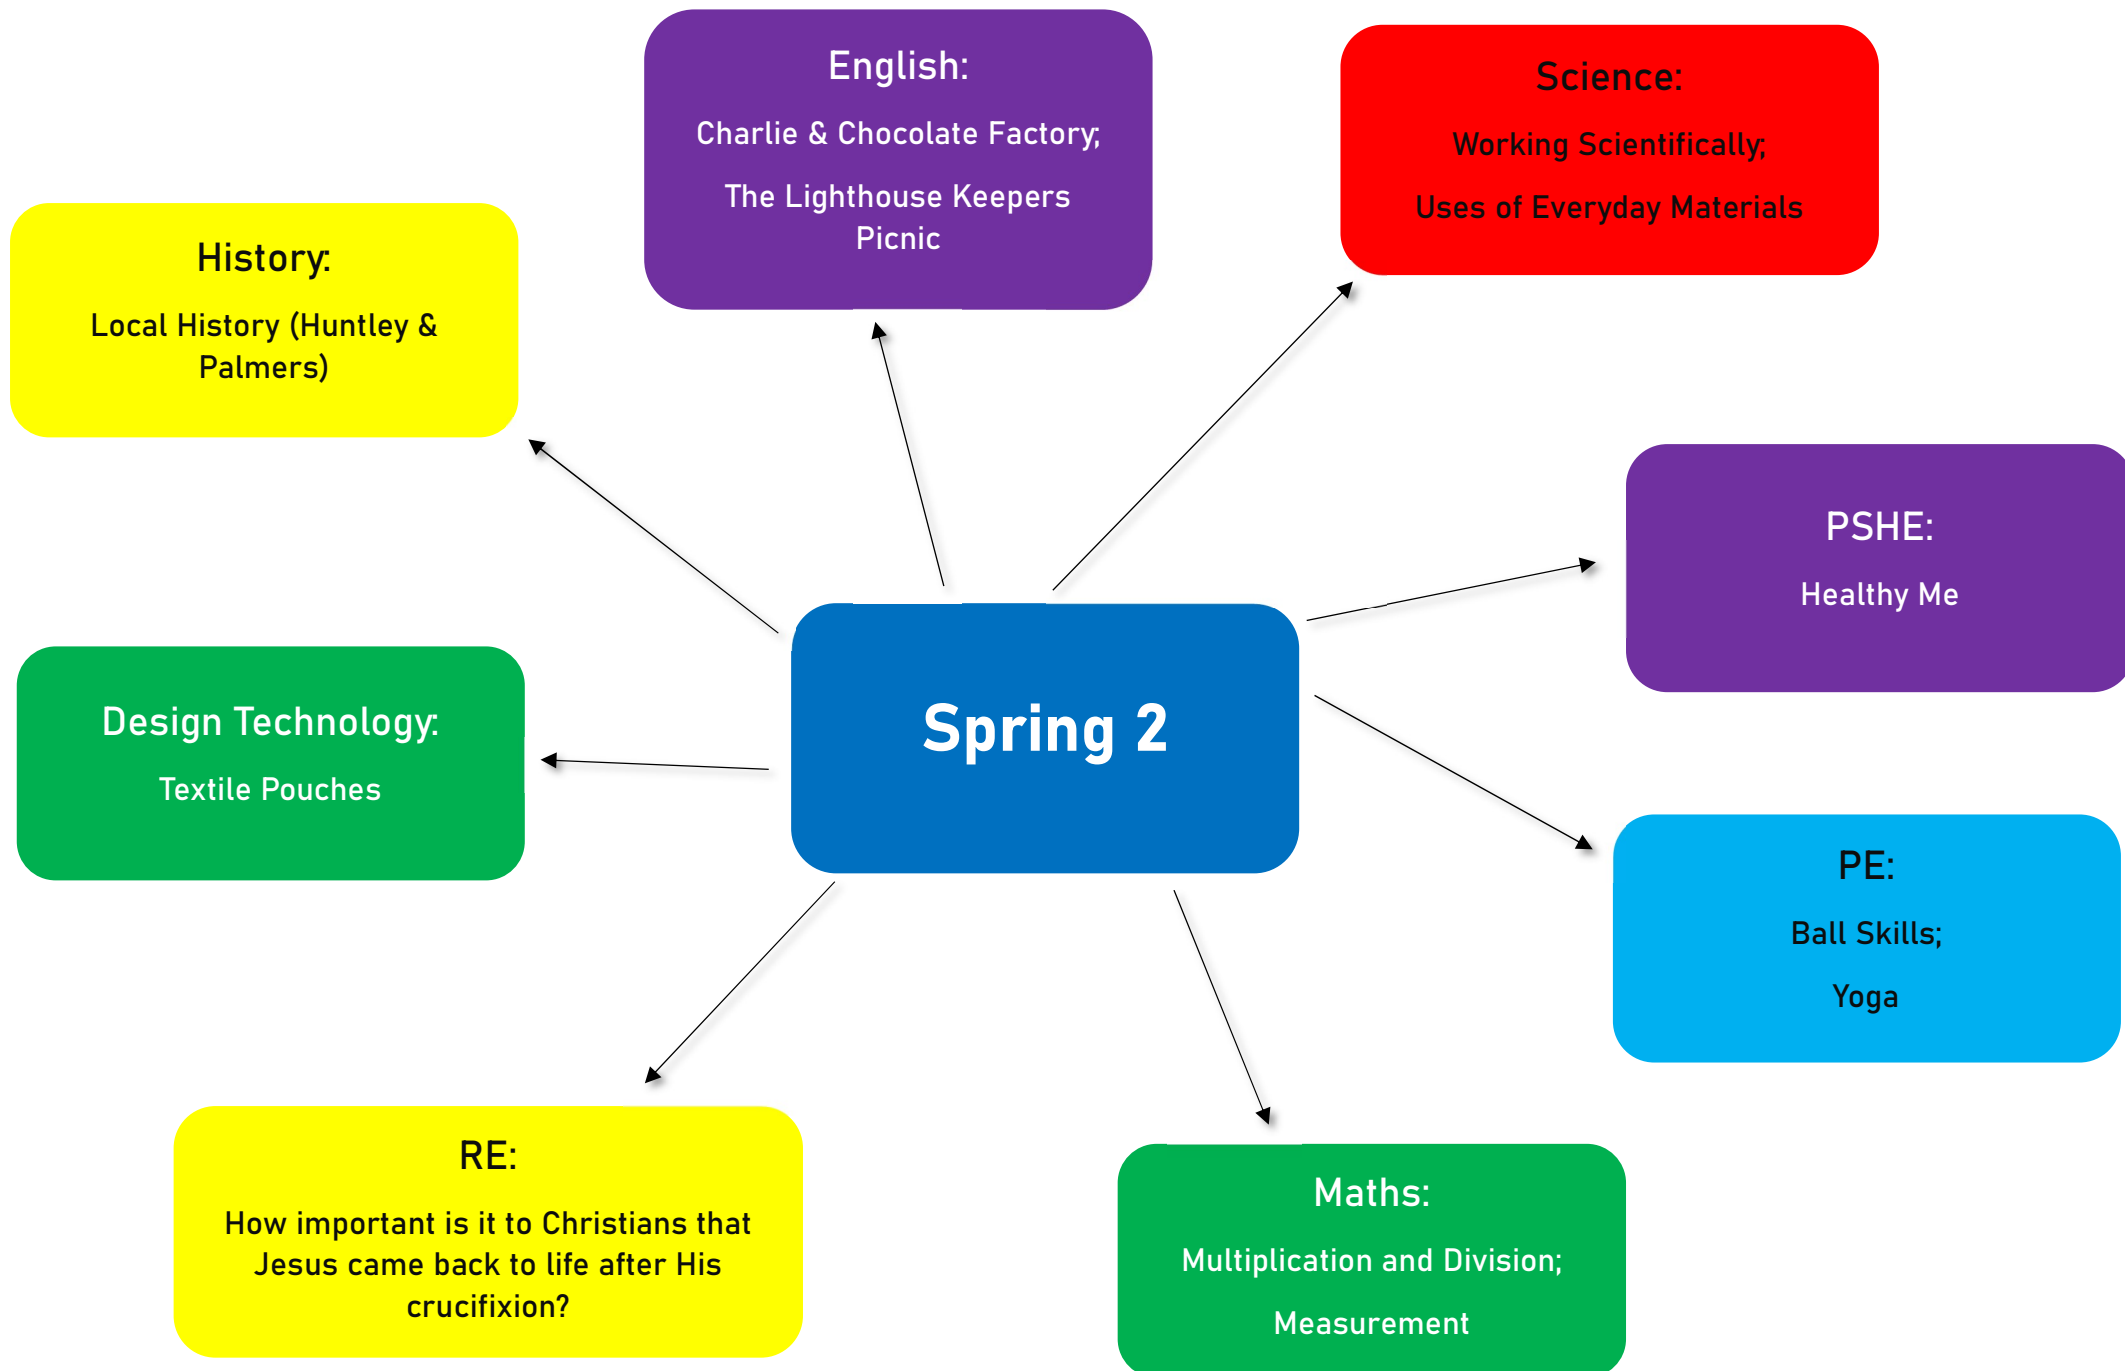 English:
Charlie & Chocolate Factory;
The Lighthouse Keepers
Picnic
Science:
Working Scientifically;
Uses of Everyday Materials
History:
Local History (Huntley &
Palmers)
PSHE:
Healthy Me
Spring 2
Design Technology:
Textile Pouches
PE:
Ball Skills;
Yoga
RE:
How important is it to Christians that
Jesus came back to life after His
crucifixion?
Maths:
Multiplication and Division;
Measurement